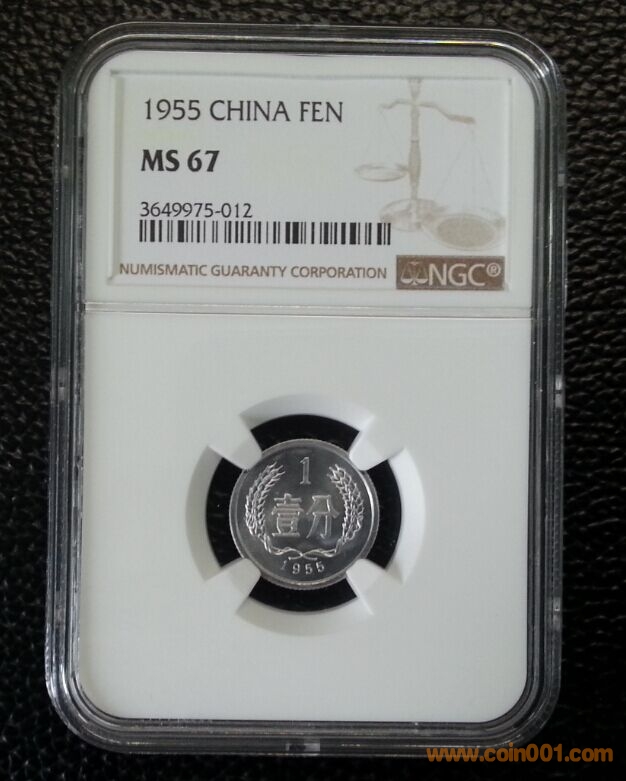 1955 CHINA FEN
MS 67
3649975-012
NUMISMATIC GUARANTY CORPORATION NGC®
1
壹分
1955
www.coin001.com